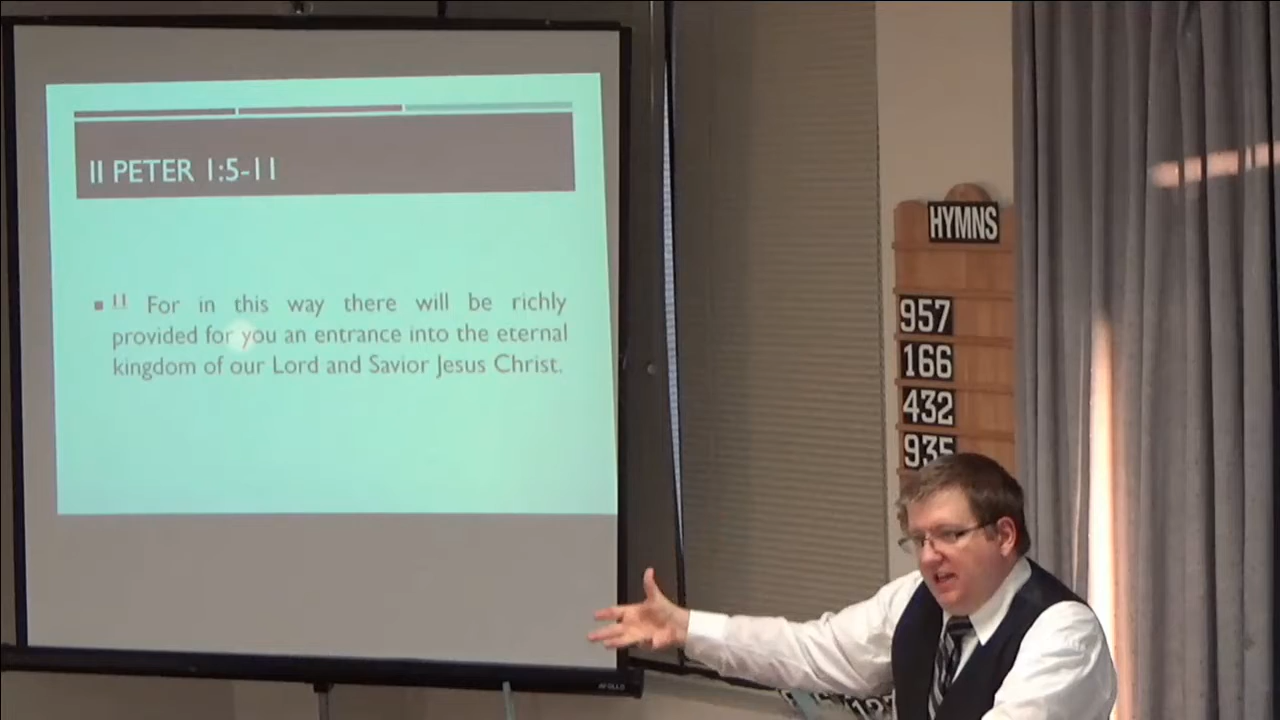 II PETER 1:5-11
11 For in this way there will be richly
provided for you an entrance into the eternal
kingdom of our Lord and Savior Jesus Christ.
HYMNS
957
166
432
935
APOLLO